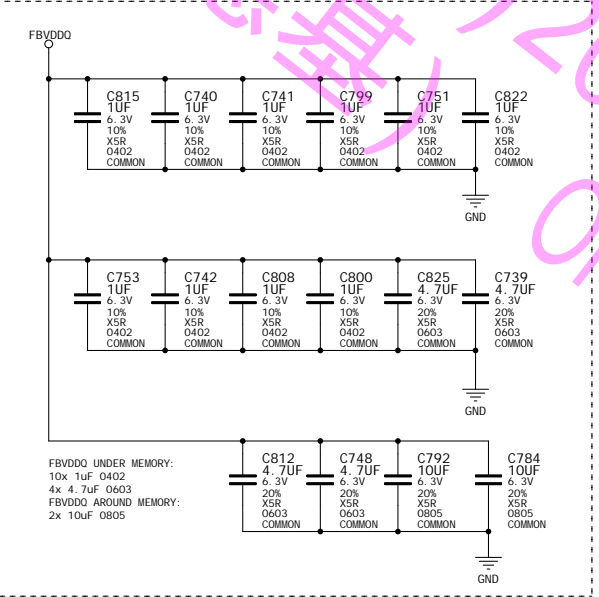 FBVDDQ
C815
1UF
6.3V
10%
X5R
0402
COMMON
C740
1UF
6.3V
10%
X5R
0402
COMMON
C741
1UF
6.3V
10%
X5R
0402
COMMON
C799
1UF
6.3V
10%
X5R
0402
COMMON
C751
1UF
6.3V
10%
X5R
0402
COMMON
C822
1UF
6.3V
10%
X5R
0402
COMMON
GND
C753
1UF
6.3V
10%
X5R
0402
COMMON
C742
1UF
6.3V
10%
X5R
0402
COMMON
C808
1UF
6.3V
10%
X5R
0402
COMMON
C800
1UF
6.3V
10%
X5R
0402
COMMON
C825
4.7UF
6.3V
20%
X5R
0603
COMMON
C739
4.7UF
6.3V
20%
X5R
0603
COMMON
GND
FBVDDQ UNDER MEMORY:
10x 1uF 0402
4x 4.7uF 0603
FBVDDQ AROUND MEMORY:
2x 10uF 0805
C812
4.7UF
6.3V
20%
X5R
0603
COMMON
C748
4.7UF
6.3V
20%
X5R
0603
COMMON
C792
10UF
6.3V
20%
X5R
0805
COMMON
C784
10UF
6.3V
20%
X5R
0805
COMMON
GND
基）